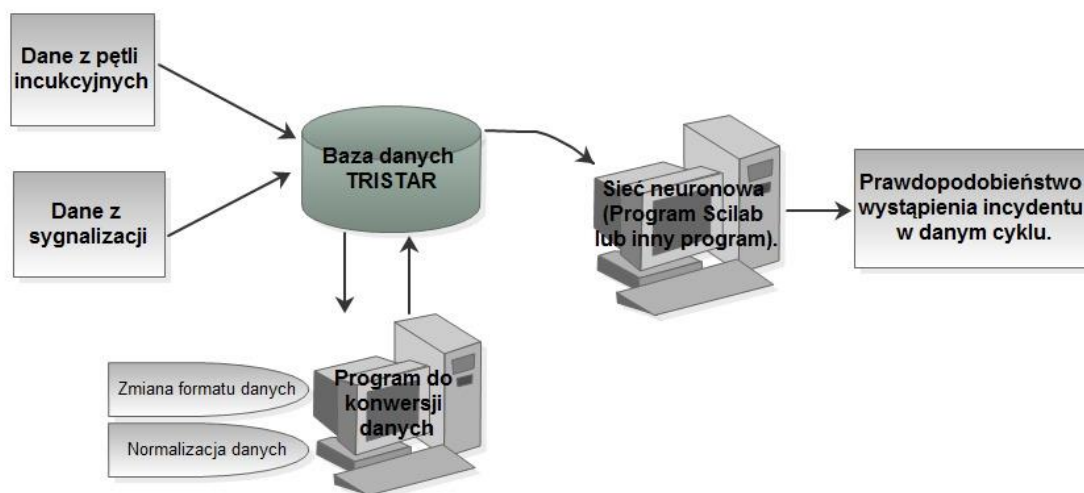 Dane z pętli
incukcyjnych
Dane z
sygnalizacji
Baza danych
TRISTAR
Sieć neuronowa
(Program Scilab
lub inny program).
Prawdopodobieństwo
wystąpienia incydentu
w danym cyklu.
Zmiana formatu danych
Normalizacja danych
Program do
konwersji
danych